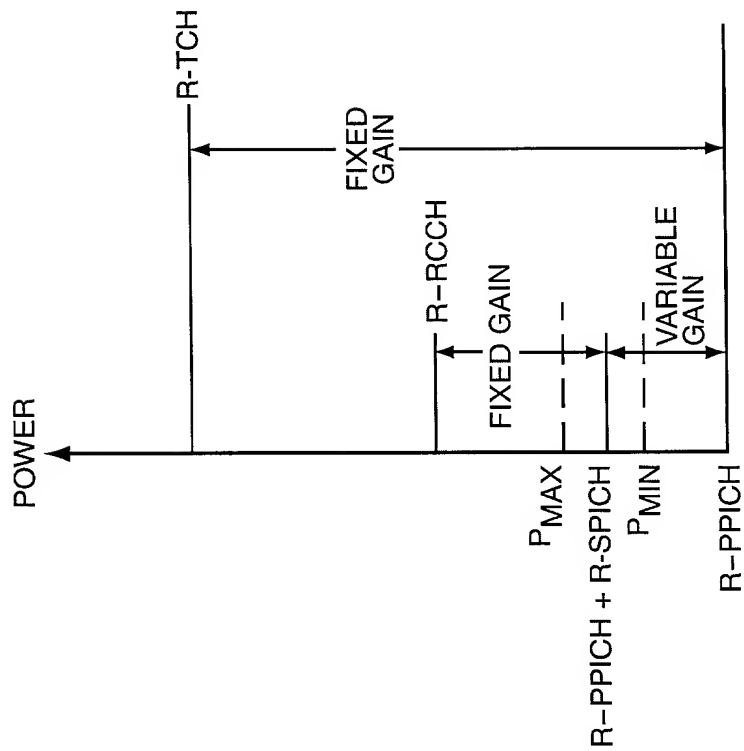 POWER
R-TCH
FIXED
GAIN
R-RCCH
FIXED GAIN
PMAX
R-PPICH + R-SPICH
PMIN
VARIABLE
GAIN
R-PPICH